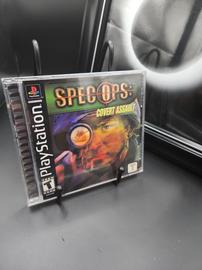 SPEC OPS:
COVERT ASSAULT
PlayStation